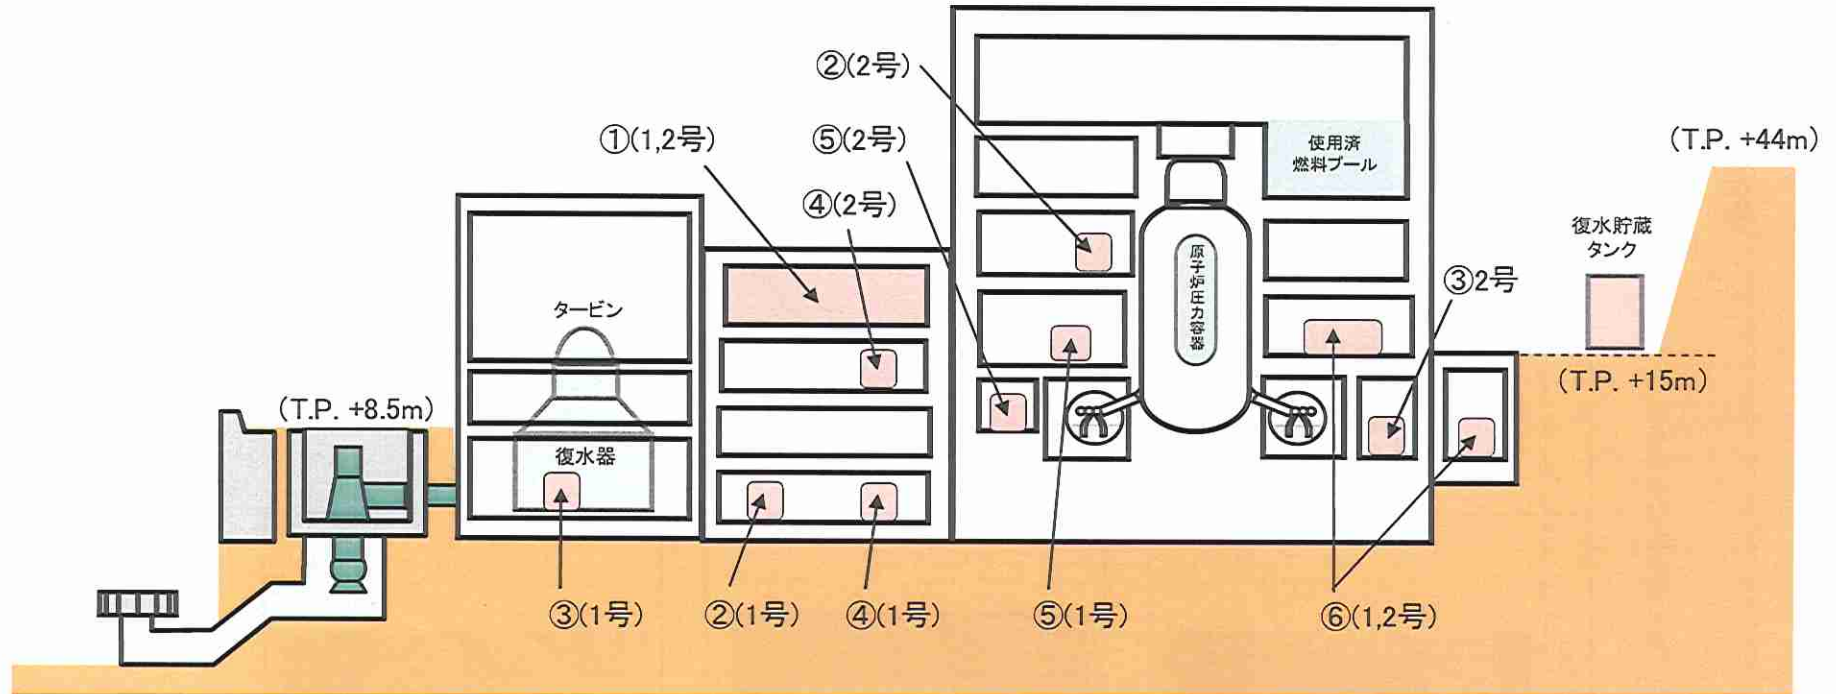 ②(2号)
①(1,2号)
⑤(2号)
④(2号)
使用済
燃料プール
(T.P. +44m)
復水貯蔵
タンク
原子炉圧力容器
③2号
タービン
(T.P. +15m)
(T.P. +8.5m)
復水器
③(1号)
②(1号)
④(1号)
⑤(1号)
⑥(1,2号)